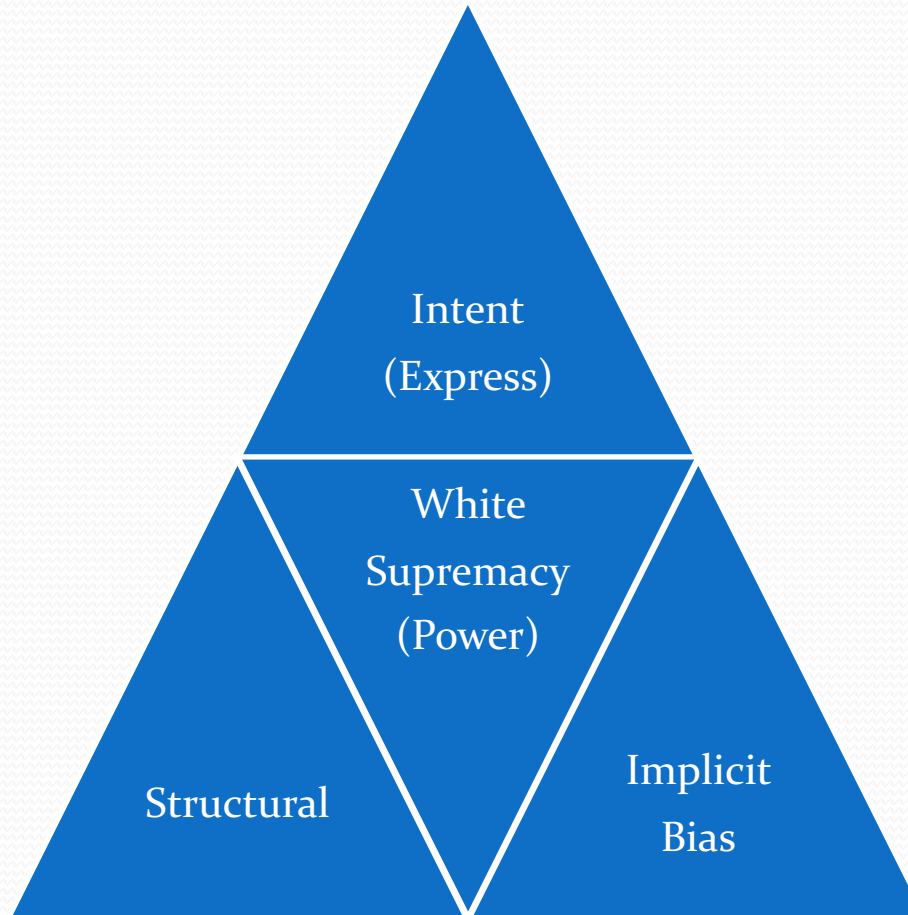 Intent
(Express)
White
Supremacy
(Power)
Structural
Implicit
Bias